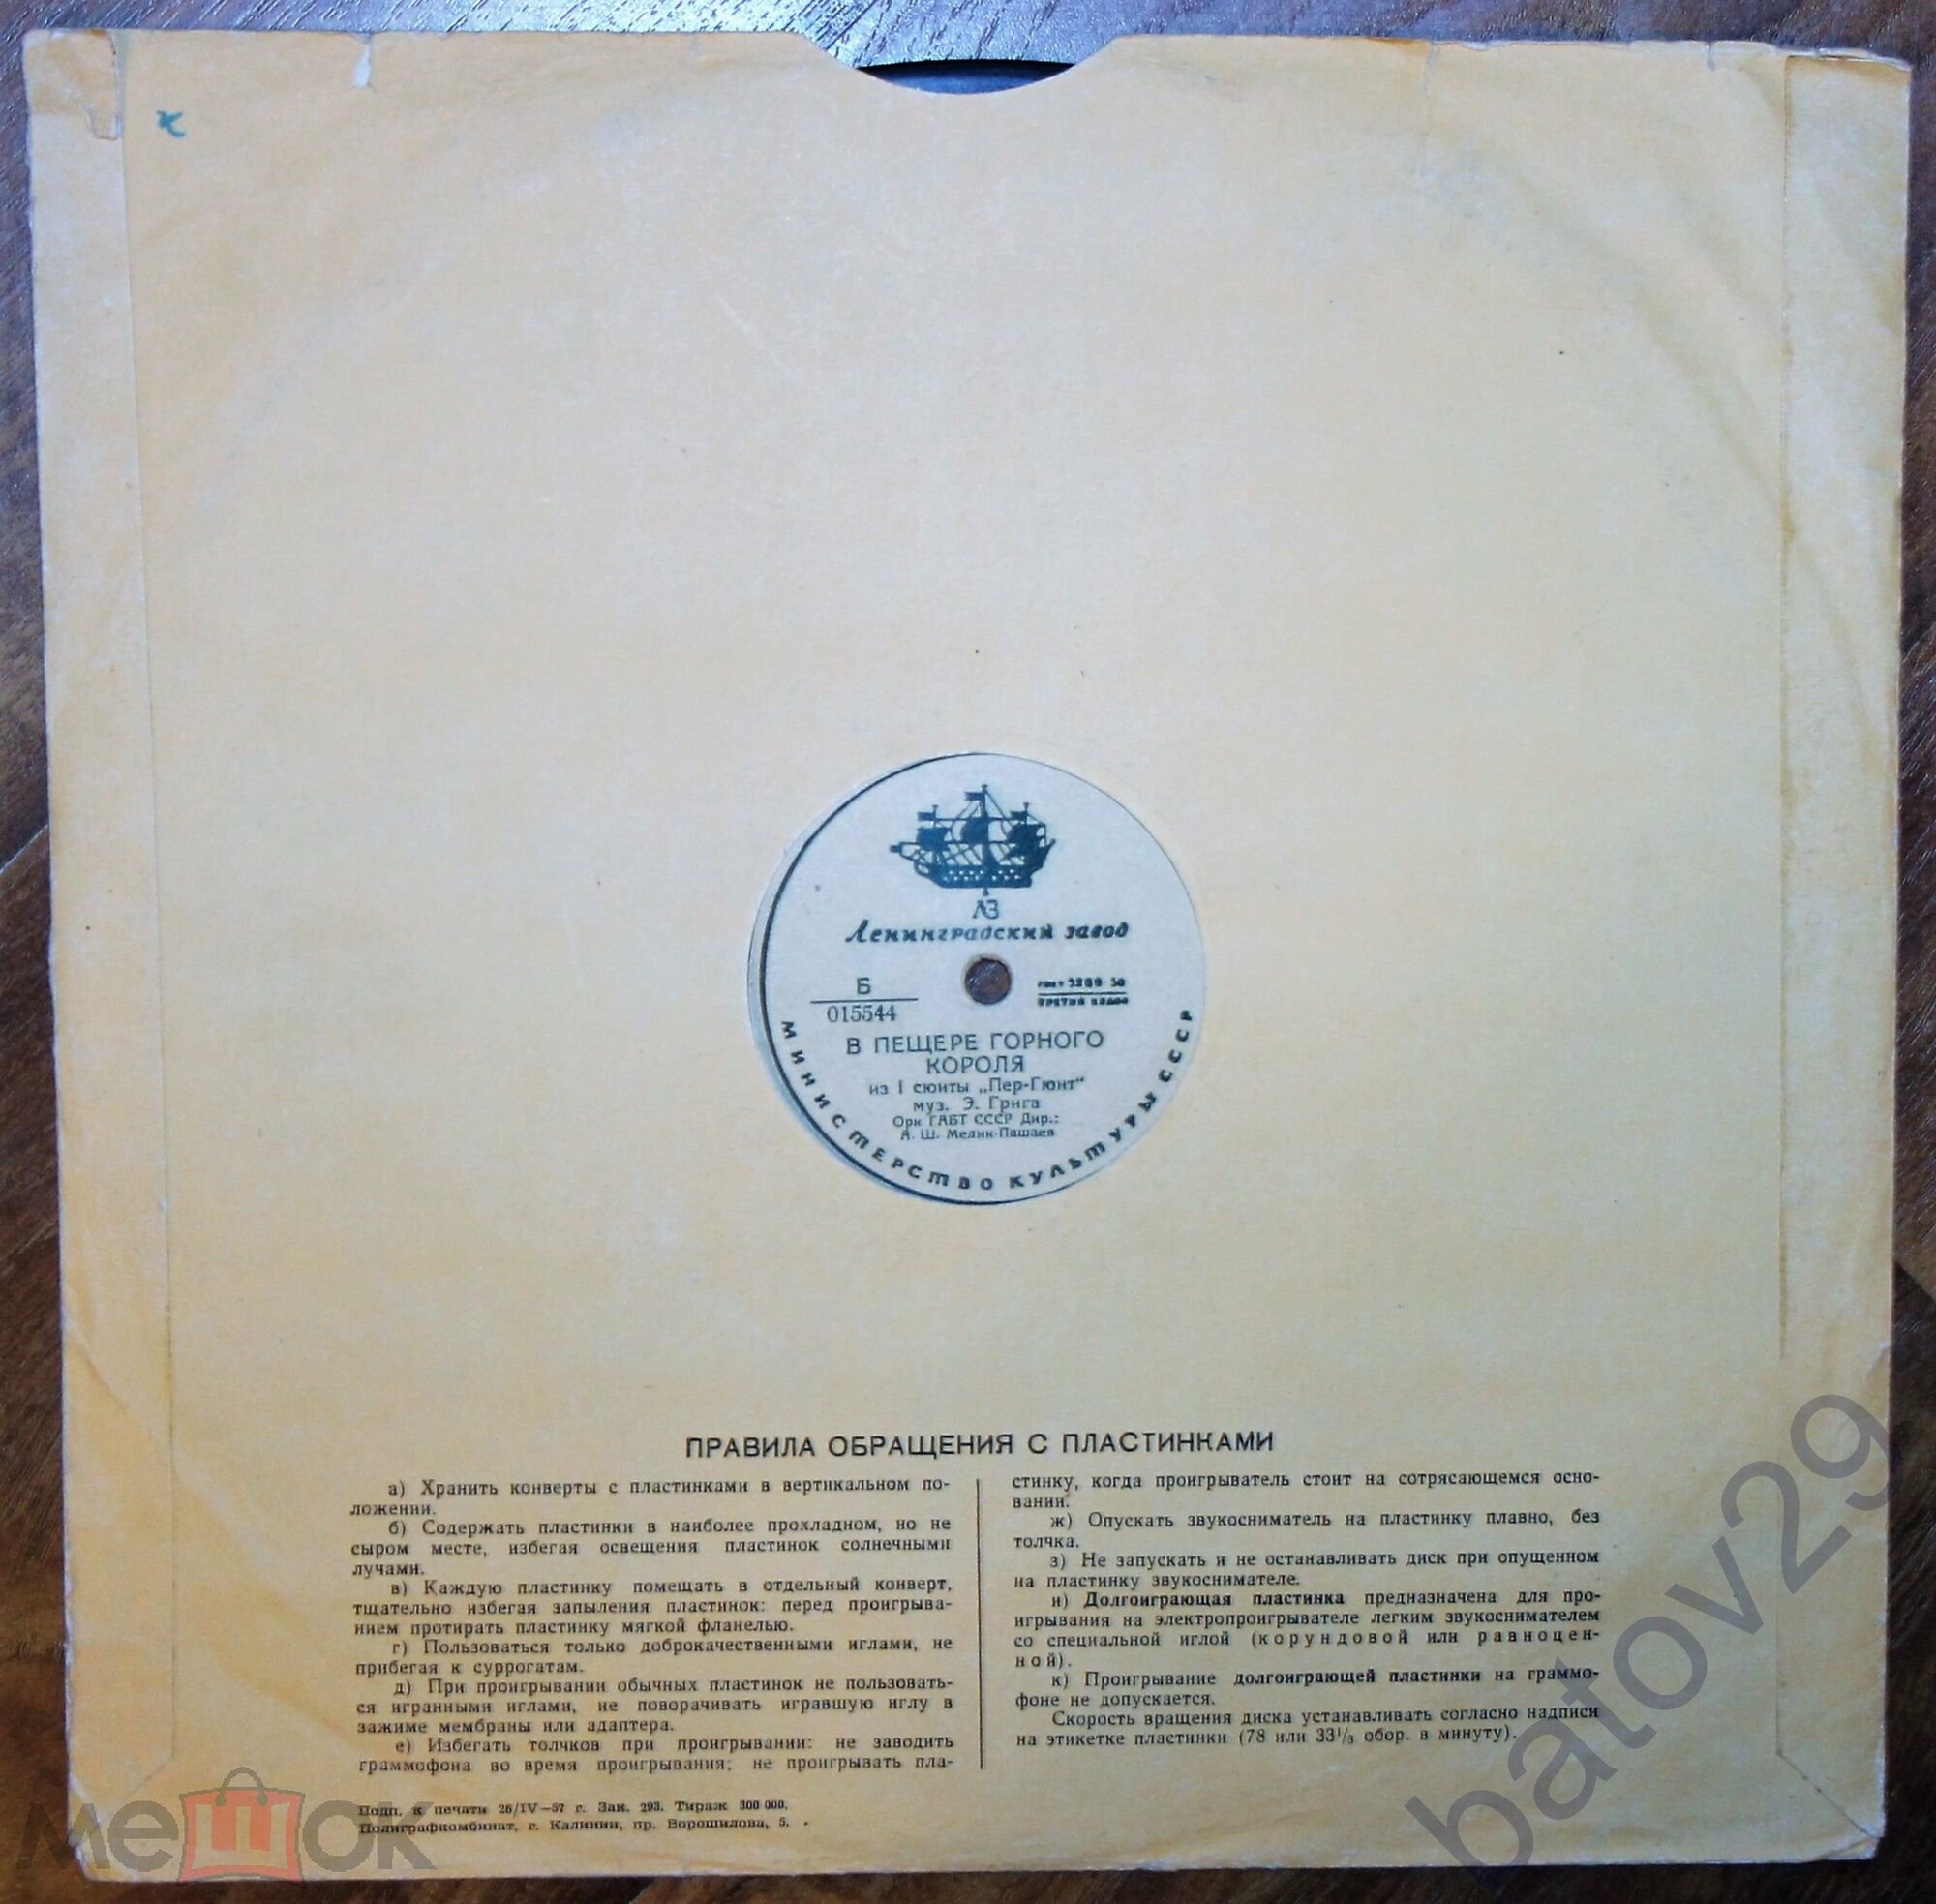 ЛЗ
Ленинградский завод
Б
015544
ГОСТ 5289 50
В ПЕЩЕРЕ ГОРНОГО
КОРОЛЯ
из I сюиты „Пер-Гюнт“
муз. Э. Грига
Орк ГАБТ СССР Дир.:
А. Ш. Мелик-Пашаев
МИНИСТЕРСТВО КУЛЬТУРЫ СССР
ПРАВИЛА ОБРАЩЕНИЯ С ПЛАСТИНКАМИ
а) Хранить конверты с пластинками в вертикальном по-
ложении.
б) Содержать пластинки в наиболее прохладном, но не
сыром месте, избегая освещения пластинок солнечными
лучами.
в) Каждую пластинку помещать в отдельный конверт,
тщательно избегая запыления пластинок: перед проигрыва-
нием протирать пластинку мягкой фланелью.
г) Пользоваться только доброкачественными иглами, не
прибегая к суррогатам.
д) При проигрывании обычных пластинок не пользовать-
ся игранными иглами, не поворачивать игравшую иглу в
зажиме мембраны или адаптера.
е) Избегать толчков при проигрывании: не заводить
граммофона во время проигрывания; не проигрывать пла-
стинку, когда проигрыватель стоит на сотрясающемся осно-
вании.
ж) Опускать звукосниматель на пластинку плавно, без
толчка.
з) Не запускать и не останавливать диск при опущенном
на пластинку звукоснимателе.
и) Долгоиграющая пластинка предназначена для про-
игрывания на электропроигрывателе легким звукоснимателем
со специальной иглой (корундовой или равноцен-
ной).
к) Проигрывание долгоиграющей пластинки на граммо-
фоне не допускается.
Скорость вращения диска устанавливать согласно надписи
на этикетке пластинки (78 или 33¹/₃ обор. в минуту).
Подп. к печати 26/IV—57 г. Зак. 293. Тираж 300 000.
Полиграфкомбинат, г. Калинин, пр. Ворошилова, 5.
мешок
batov29